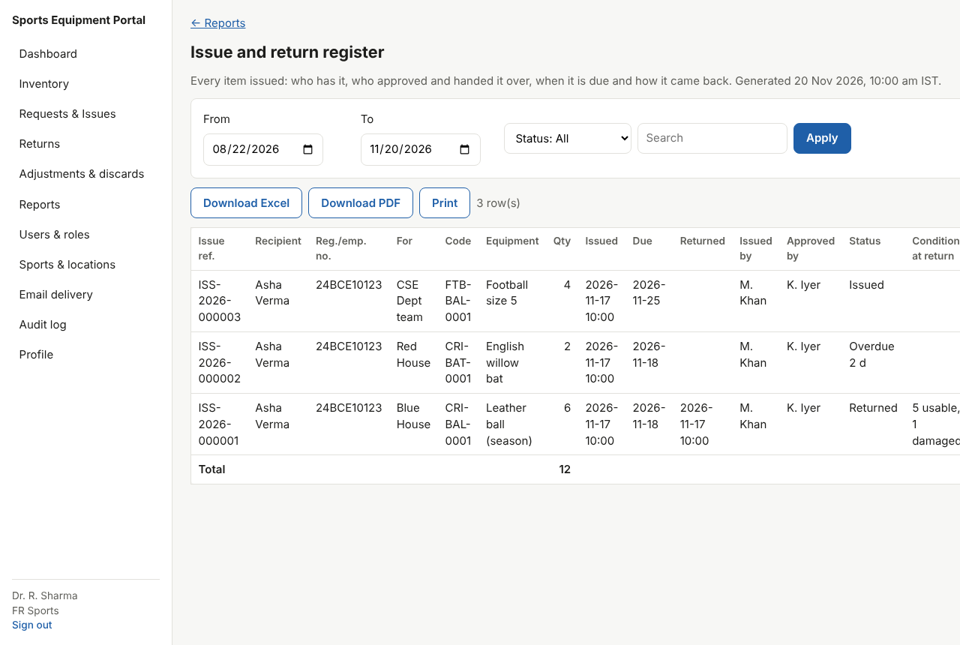 Sports Equipment Portal
Dashboard
Inventory
Requests & Issues
Returns
Adjustments & discards
Reports
Users & roles
Sports & locations
Email delivery
Audit log
Profile
Dr. R. Sharma
FR Sports
Sign out
← Reports
Issue and return register
Every item issued: who has it, who approved and handed it over, when it is due and how it came back. Generated 20 Nov 2026, 10:00 am IST.
From To
08/22/2026 11/20/2026 Status: All Search Apply
Download Excel Download PDF Print 3 row(s)
Issue Recipient Reg./emp. For Code Equipment Qty Issued Due Returned Issued Approved Status Condition
ref. no. by by at return
ISS- Asha 24BCE10123 CSE FTB- Football 4 2026- 2026- M. K. Iyer Issued
2026- Verma Dept BAL- size 5 11-17 11-25 Khan
000003 team 0001 10:00
ISS- Asha 24BCE10123 Red CRI- English 2 2026- 2026- M. K. Iyer Overdue
2026- Verma House BAT- willow 11-17 11-18 Khan 2 d
000002 0001 bat 10:00
ISS- Asha 24BCE10123 Blue CRI- Leather 6 2026- 2026- 2026- M. K. Iyer Returned 5 usable,
2026- Verma House BAL- ball 11-17 11-18 11-17 Khan 1
000001 0001 (season) 10:00 10:00 damaged
Total 12